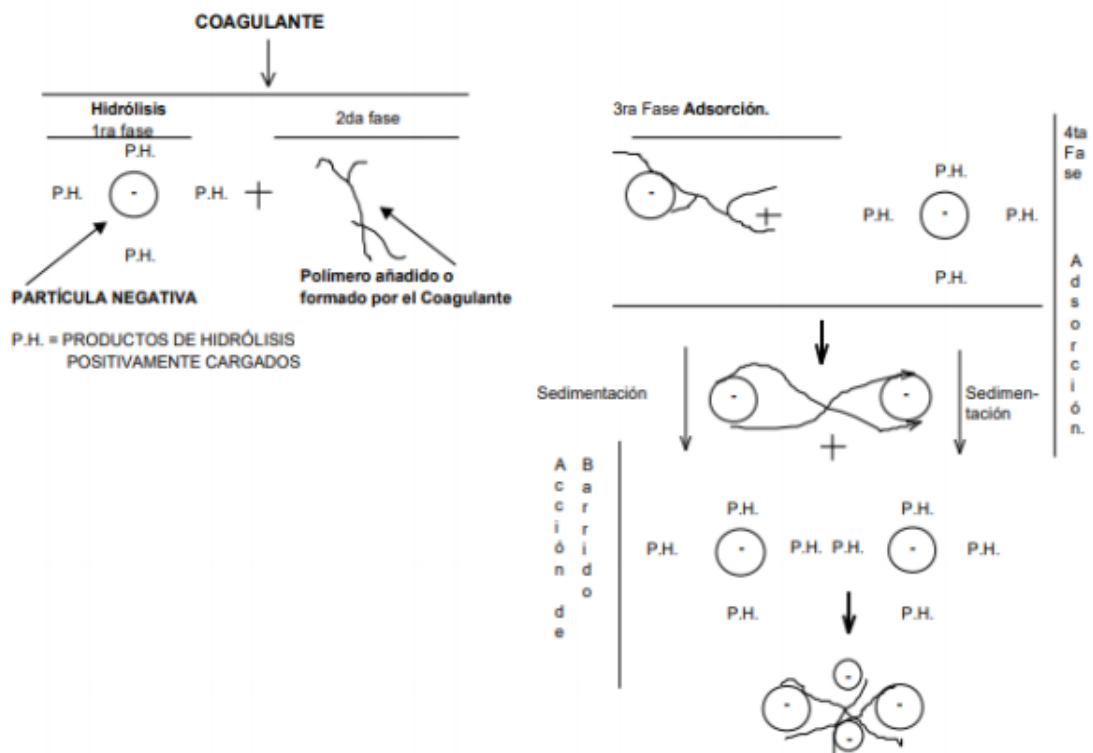 COAGULANTE
Hidrólisis
1ra fase
2da fase
P.H.
P.H.
-
P.H.
+
P.H.
PARTÍCULA NEGATIVA
Polímero añadido o
formado por el Coagulante
P.H. = PRODUCTOS DE HIDRÓLISIS
POSITIVAMENTE CARGADOS
3ra Fase Adsorción.
-
+
P.H.
P.H.
-
P.H.
P.H.
4ta
Fa
se
A
d
s
o
r
c
i
ó
n.
Sedimentación
-
-
Sedimen-
tación
+
A
c
c
i
ó
n
d
e
B
a
r
r
i
d
o
P.H.
P.H.
P.H.
-
P.H. P.H.
-
P.H.
P.H.
P.H.
-
-
-
-